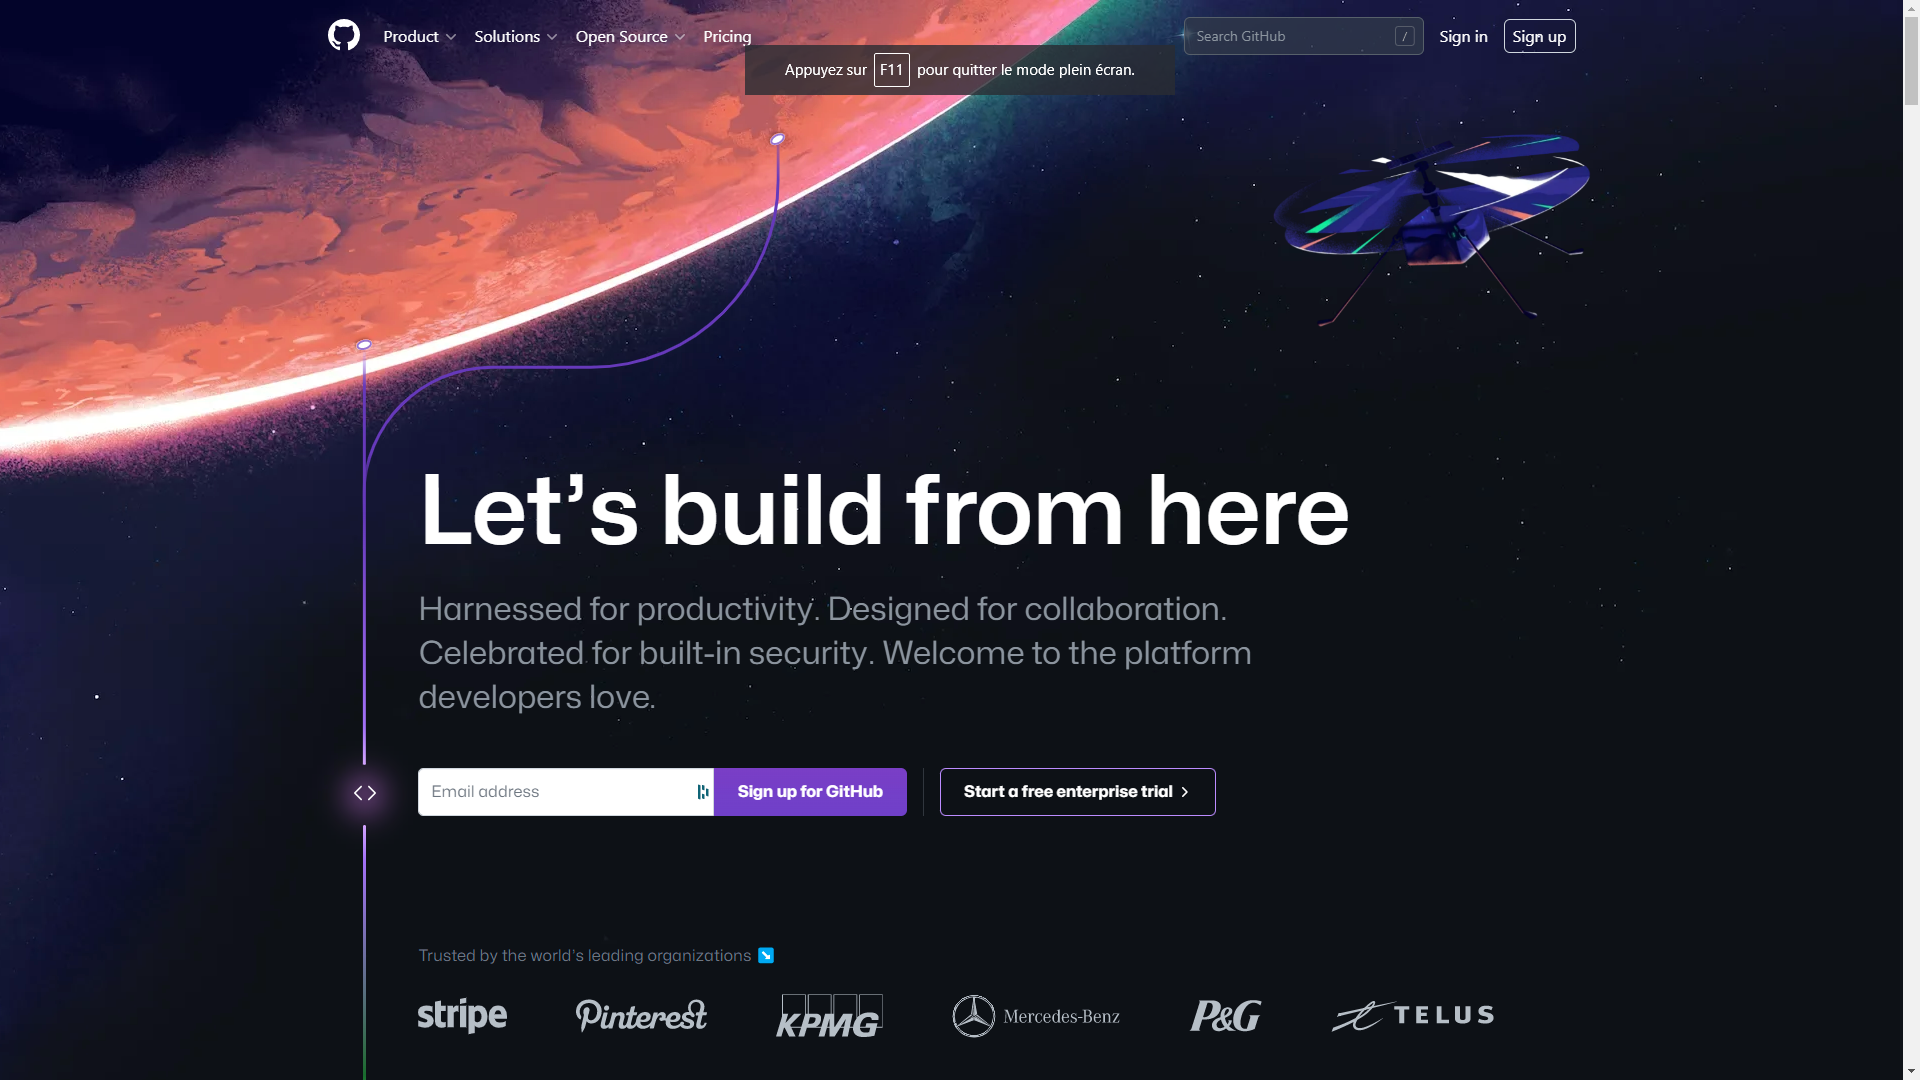 Product
Solutions
Open Source
Pricing
Search GitHub
/
Sign in
Sign up
Appuyez sur F11 pour quitter le mode plein écran.
Let’s build from here
Harnessed for productivity. Designed for collaboration.
Celebrated for built-in security. Welcome to the platform
developers love.
Email address
Sign up for GitHub
Start a free enterprise trial
Trusted by the world’s leading organizations
stripe
Pinterest
KPMG
Mercedes-Benz
P&G
TELUS